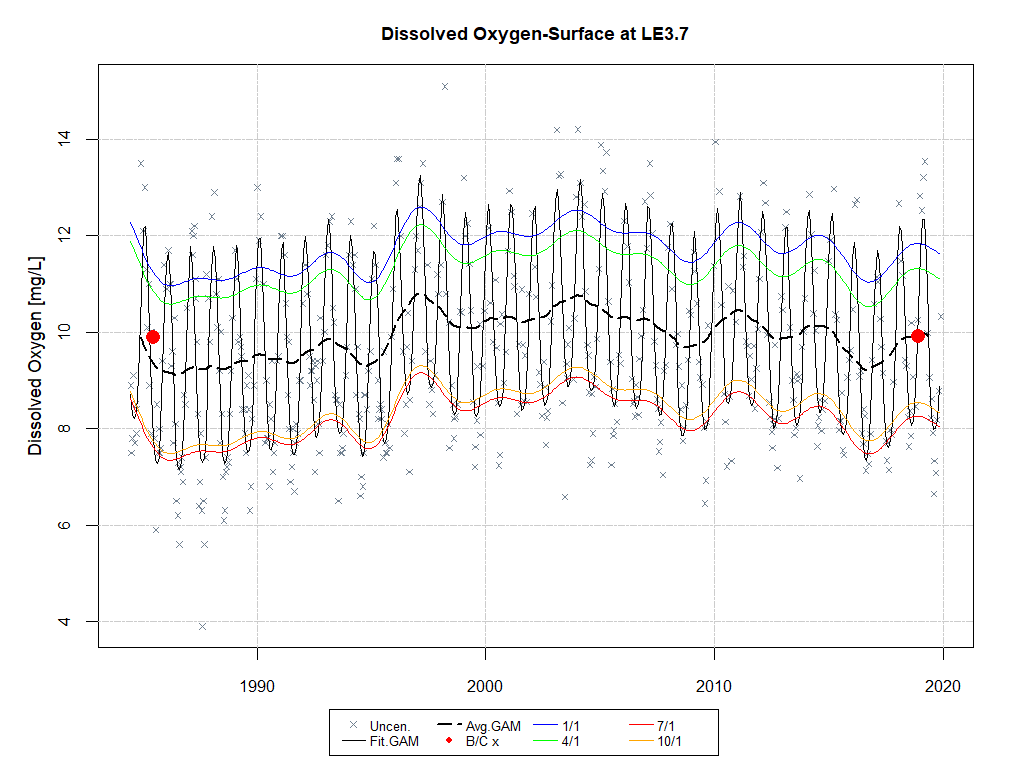 Dissolved Oxygen-Surface at LE3.7
Dissolved Oxygen [mg/L]
14
12
10
8
6
4
1990 2000 2010 2020
Uncen. Avg.GAM 1/1 7/1
Fit.GAM B/C x 4/1 10/1